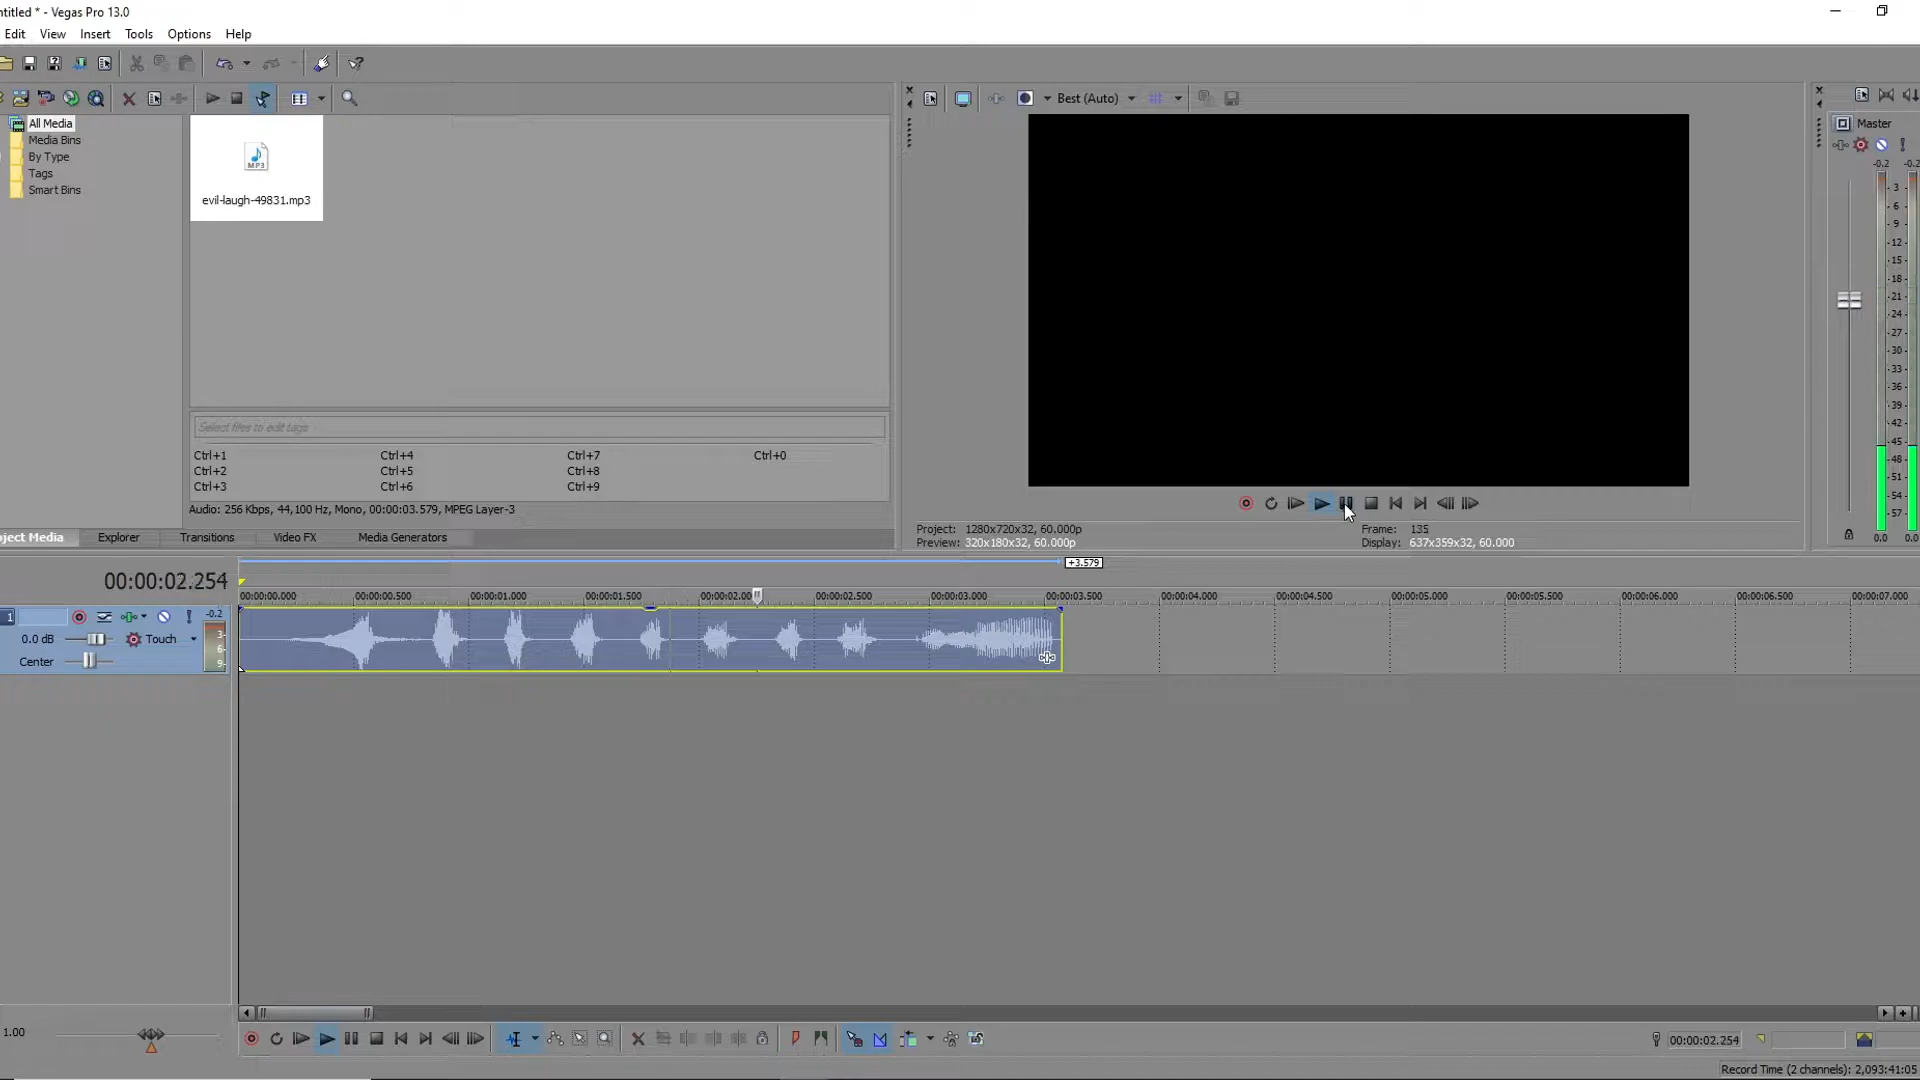 ntitled * - Vegas Pro 13.0
Edit View Insert Tools Options Help
All Media
Media Bins
By Type
Tags
Smart Bins
MP3
evil-laugh-49831.mp3
Select files to edit tags
Ctrl+1 Ctrl+4 Ctrl+7 Ctrl+0
Ctrl+2 Ctrl+5 Ctrl+8
Ctrl+3 Ctrl+6 Ctrl+9
Audio: 256 Kbps, 44,100 Hz, Mono, 00:00:03.579, MPEG Layer-3
oject Media Explorer Transitions Video FX Media Generators
Best (Auto)
Project: 1280x720x32, 60.000p
Preview: 320x180x32, 60.000p
Frame: 135
Display: 637x359x32, 60.000
Master
-0.2 -0.2
- 3 -
- 6 -
- 9 -
-12-
-15-
-18-
-21-
-24-
-27-
-30-
-33-
-36-
-39-
-42-
-45-
-48-
-51-
-54-
-57-
0.0 0.0
00:00:02.254
+3.579
00:00:00.000 00:00:00.500 00:00:01.000 00:00:01.500 00:00:02.00 00:00:02.500 00:00:03.000 00:00:03.500 00:00:04.000 00:00:04.500 00:00:05.000 00:00:05.500 00:00:06.000 00:00:06.500 00:00:07.000
1
-0.2
0.0 dB Touch
Center
3-
6-
9-
1.00
00:00:02.254
Record Time (2 channels): 2,093:41:05